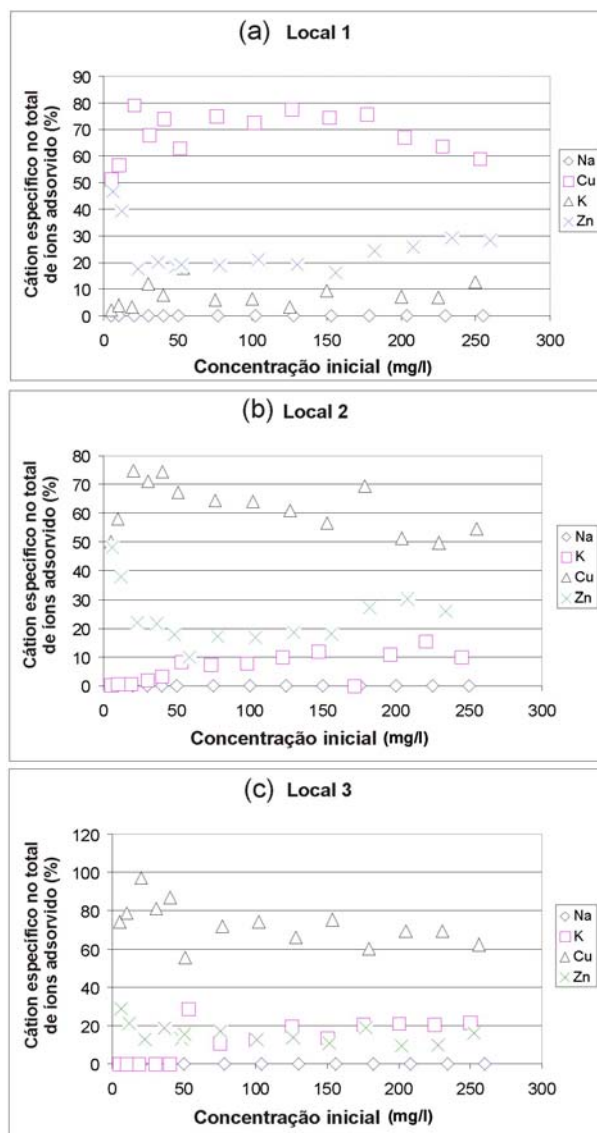 (a) Local 1
Cátion específico no total
de íons adsorvido (%)
90
80
70
60
50
40
30
20
10
0
0 50 100 150 200 250 300
Concentração inicial (mg/l)
Na
Cu
K
Zn
(b) Local 2
Cátion específico no total
de íons adsorvido (%)
80
70
60
50
40
30
20
10
0
0 50 100 150 200 250 300
Concentração inicial (mg/l)
Na
K
Cu
Zn
(c) Local 3
Cátion específico no total
de íons adsorvido (%)
120
100
80
60
40
20
0
0 50 100 150 200 250 300
Concentração inicial (mg/l)
Na
K
Cu
Zn